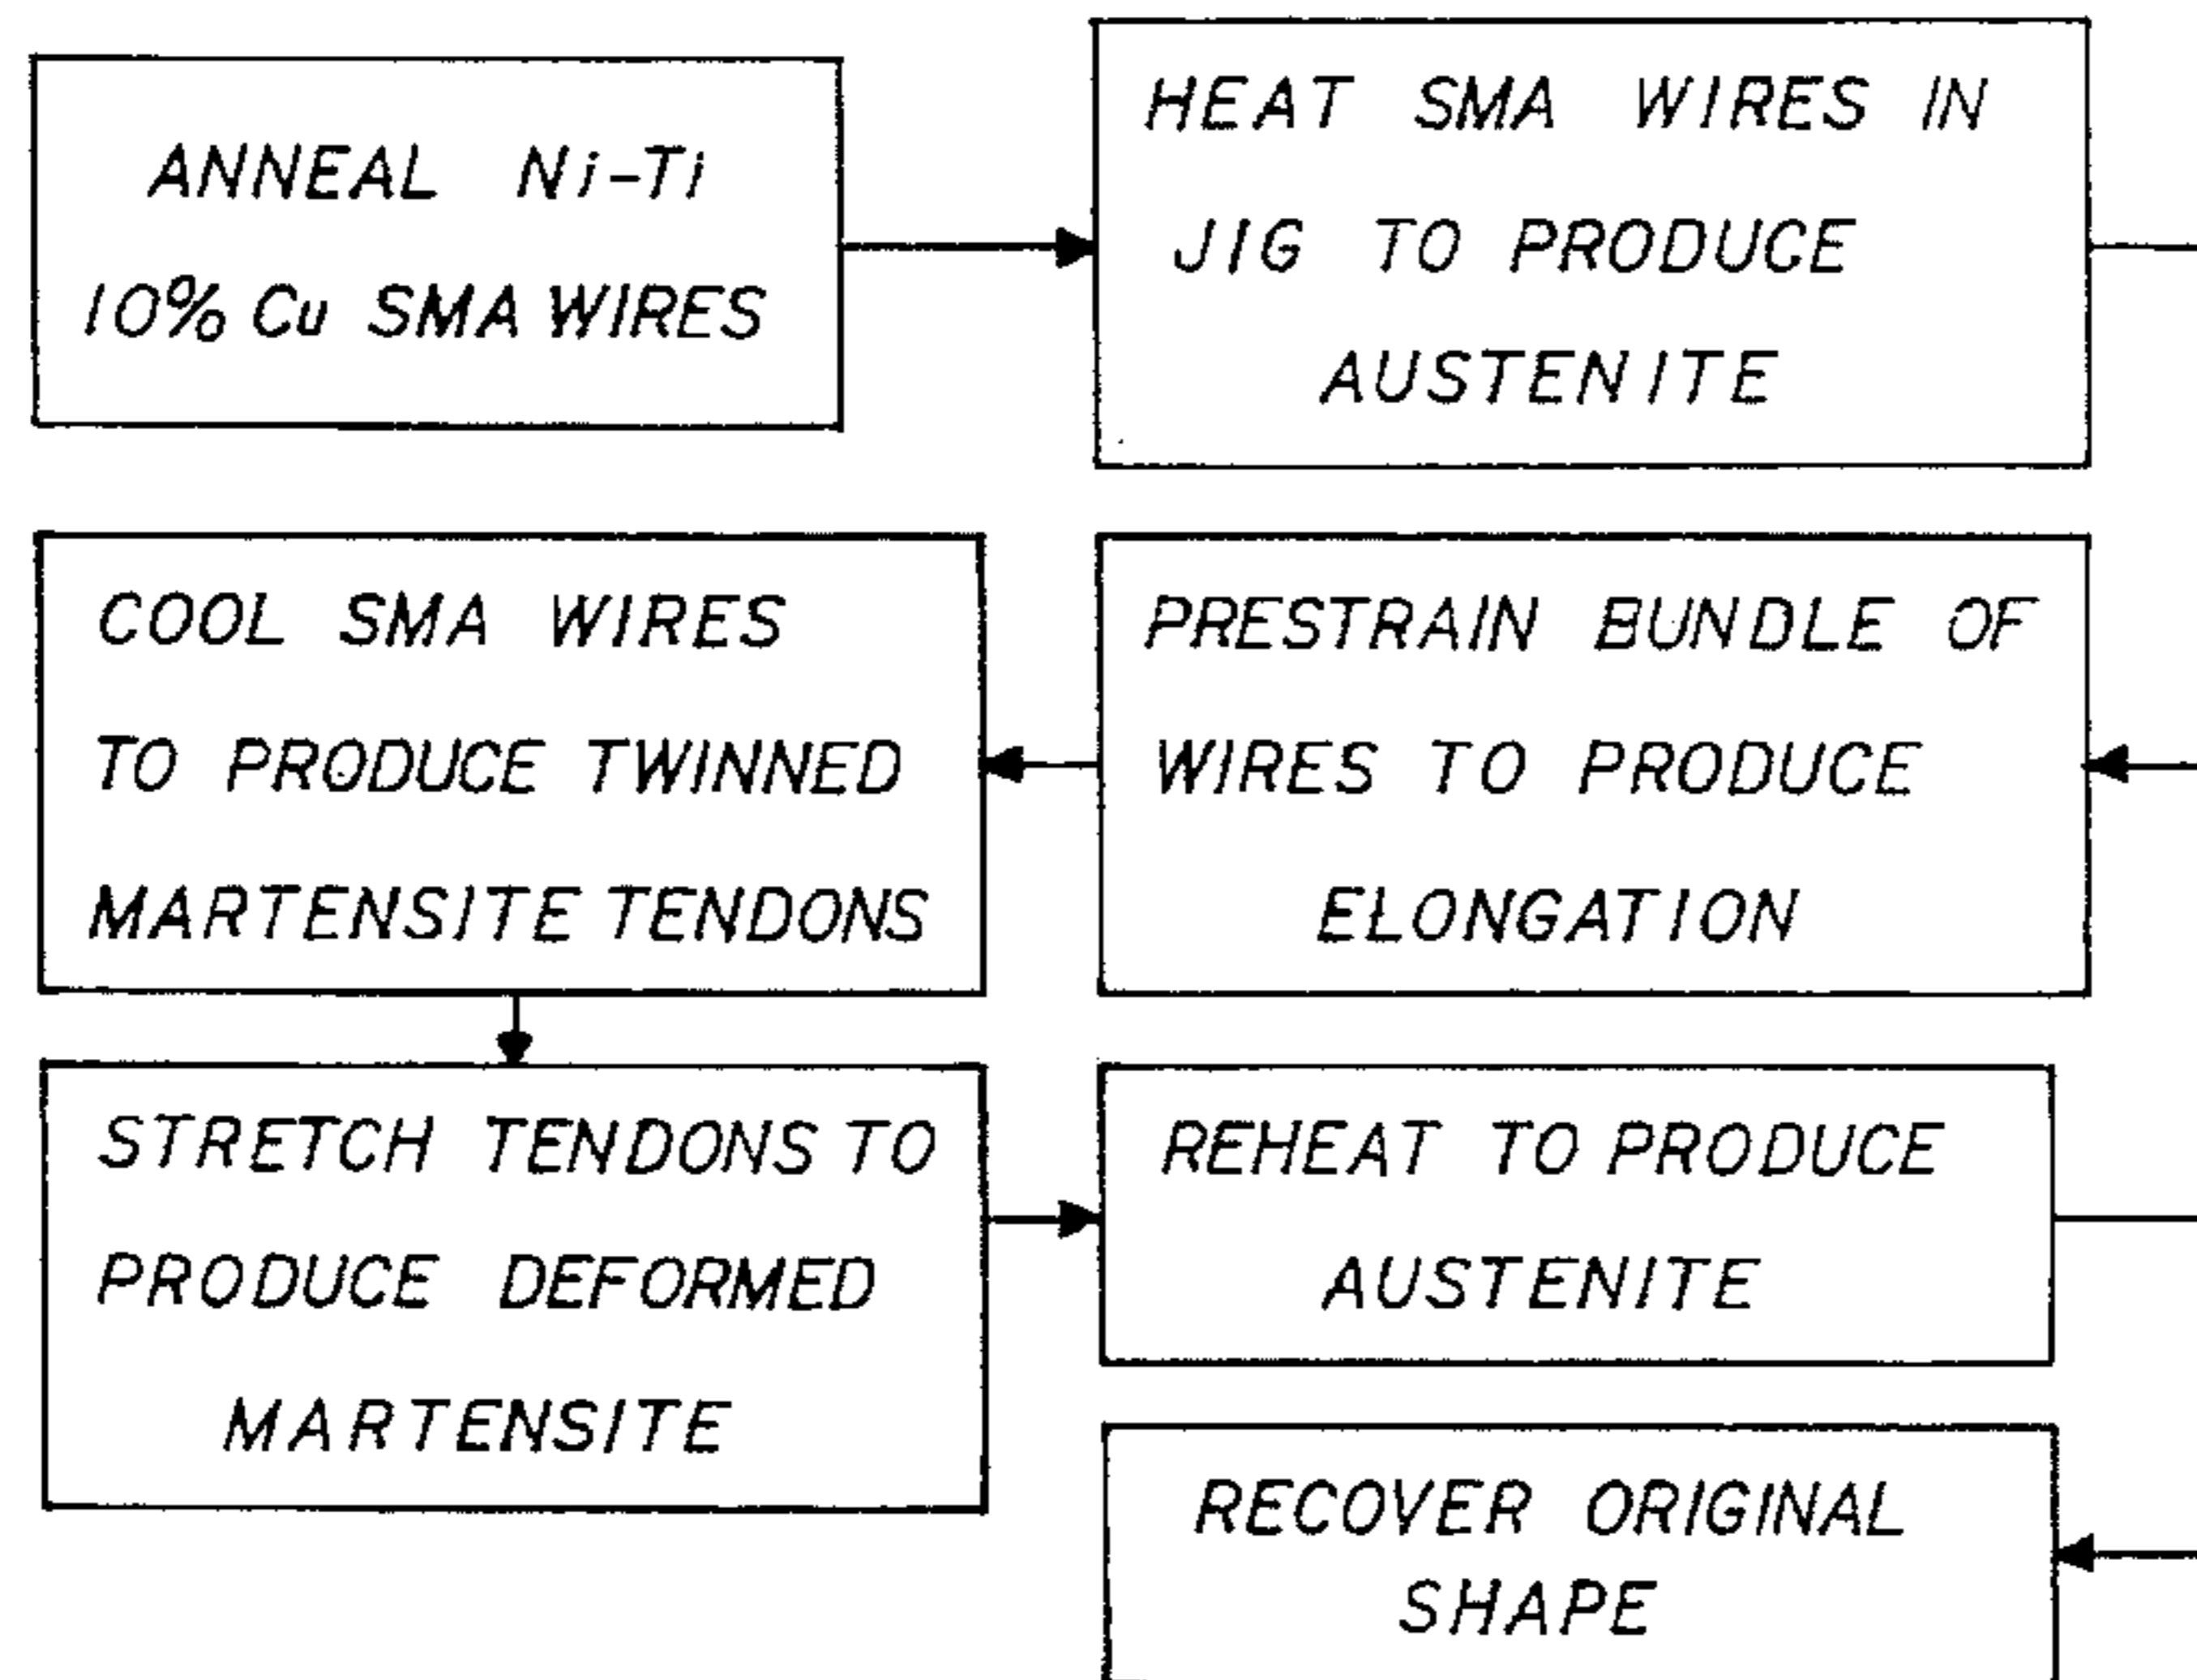 ANNEAL Ni-Ti
10% Cu SMA WIRES
HEAT SMA WIRES IN
JIG TO PRODUCE
AUSTENITE
PRESTRAIN BUNDLE OF
WIRES TO PRODUCE
ELONGATION
COOL SMA WIRES
TO PRODUCE TWINNED
MARTENSITE TENDONS
STRETCH TENDONS TO
PRODUCE DEFORMED
MARTENSITE
REHEAT TO PRODUCE
AUSTENITE
RECOVER ORIGINAL
SHAPE